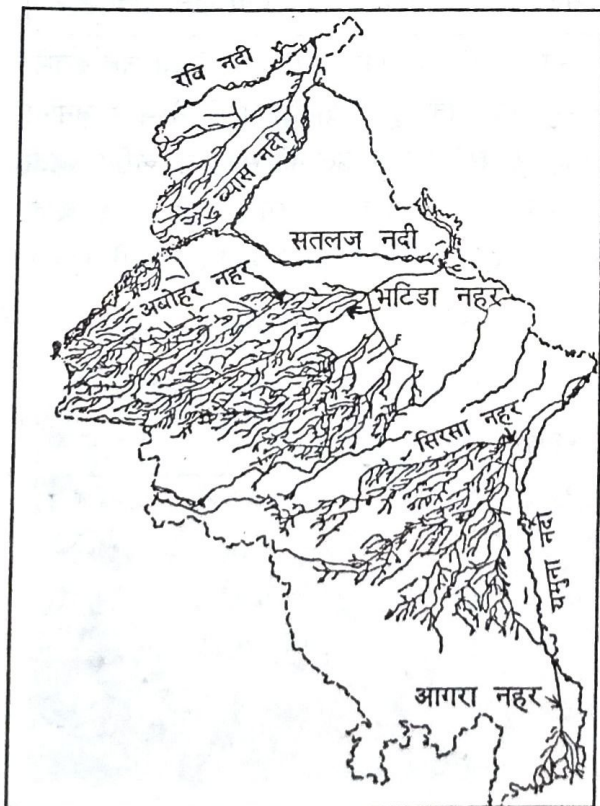 रवि नदी
ब्यास नदी
सतलज नदी
अबोहर नहर
भटिंडा नहर
सिरसा नहर
यमुना नदी
आगरा नहर